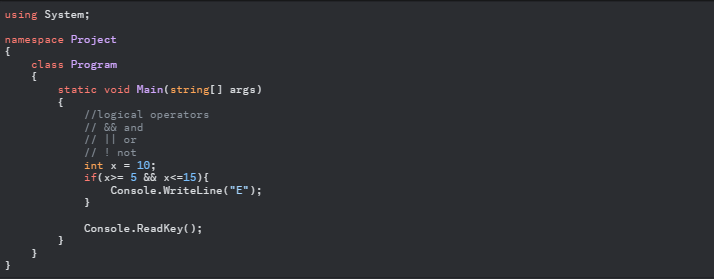 using System;
namespace Project
{
class Program
{
static void Main(string[] args)
{
//logical operators
// && and
// || or
// ! not
int x = 10;
if(x>= 5 && x<=15){
Console.WriteLine("E");
}
Console.ReadKey();
}
}
}